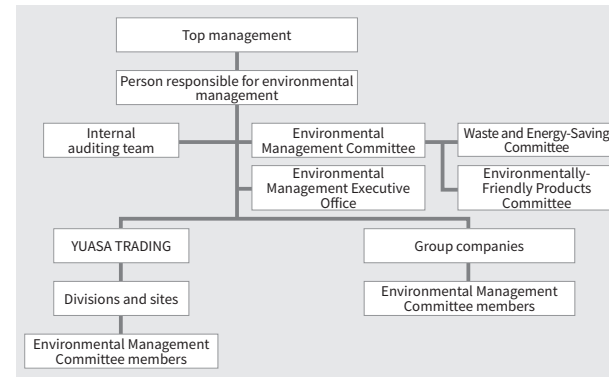 Top management
Person responsible for environmental
management
Internal
auditing team
Environmental
Management Committee
Waste and Energy-Saving
Committee
Environmental
Management Executive
Office
Environmentally-
Friendly Products
Committee
YUASA TRADING
Group companies
Divisions and sites
Environmental Management
Committee members
Environmental Management
Committee members